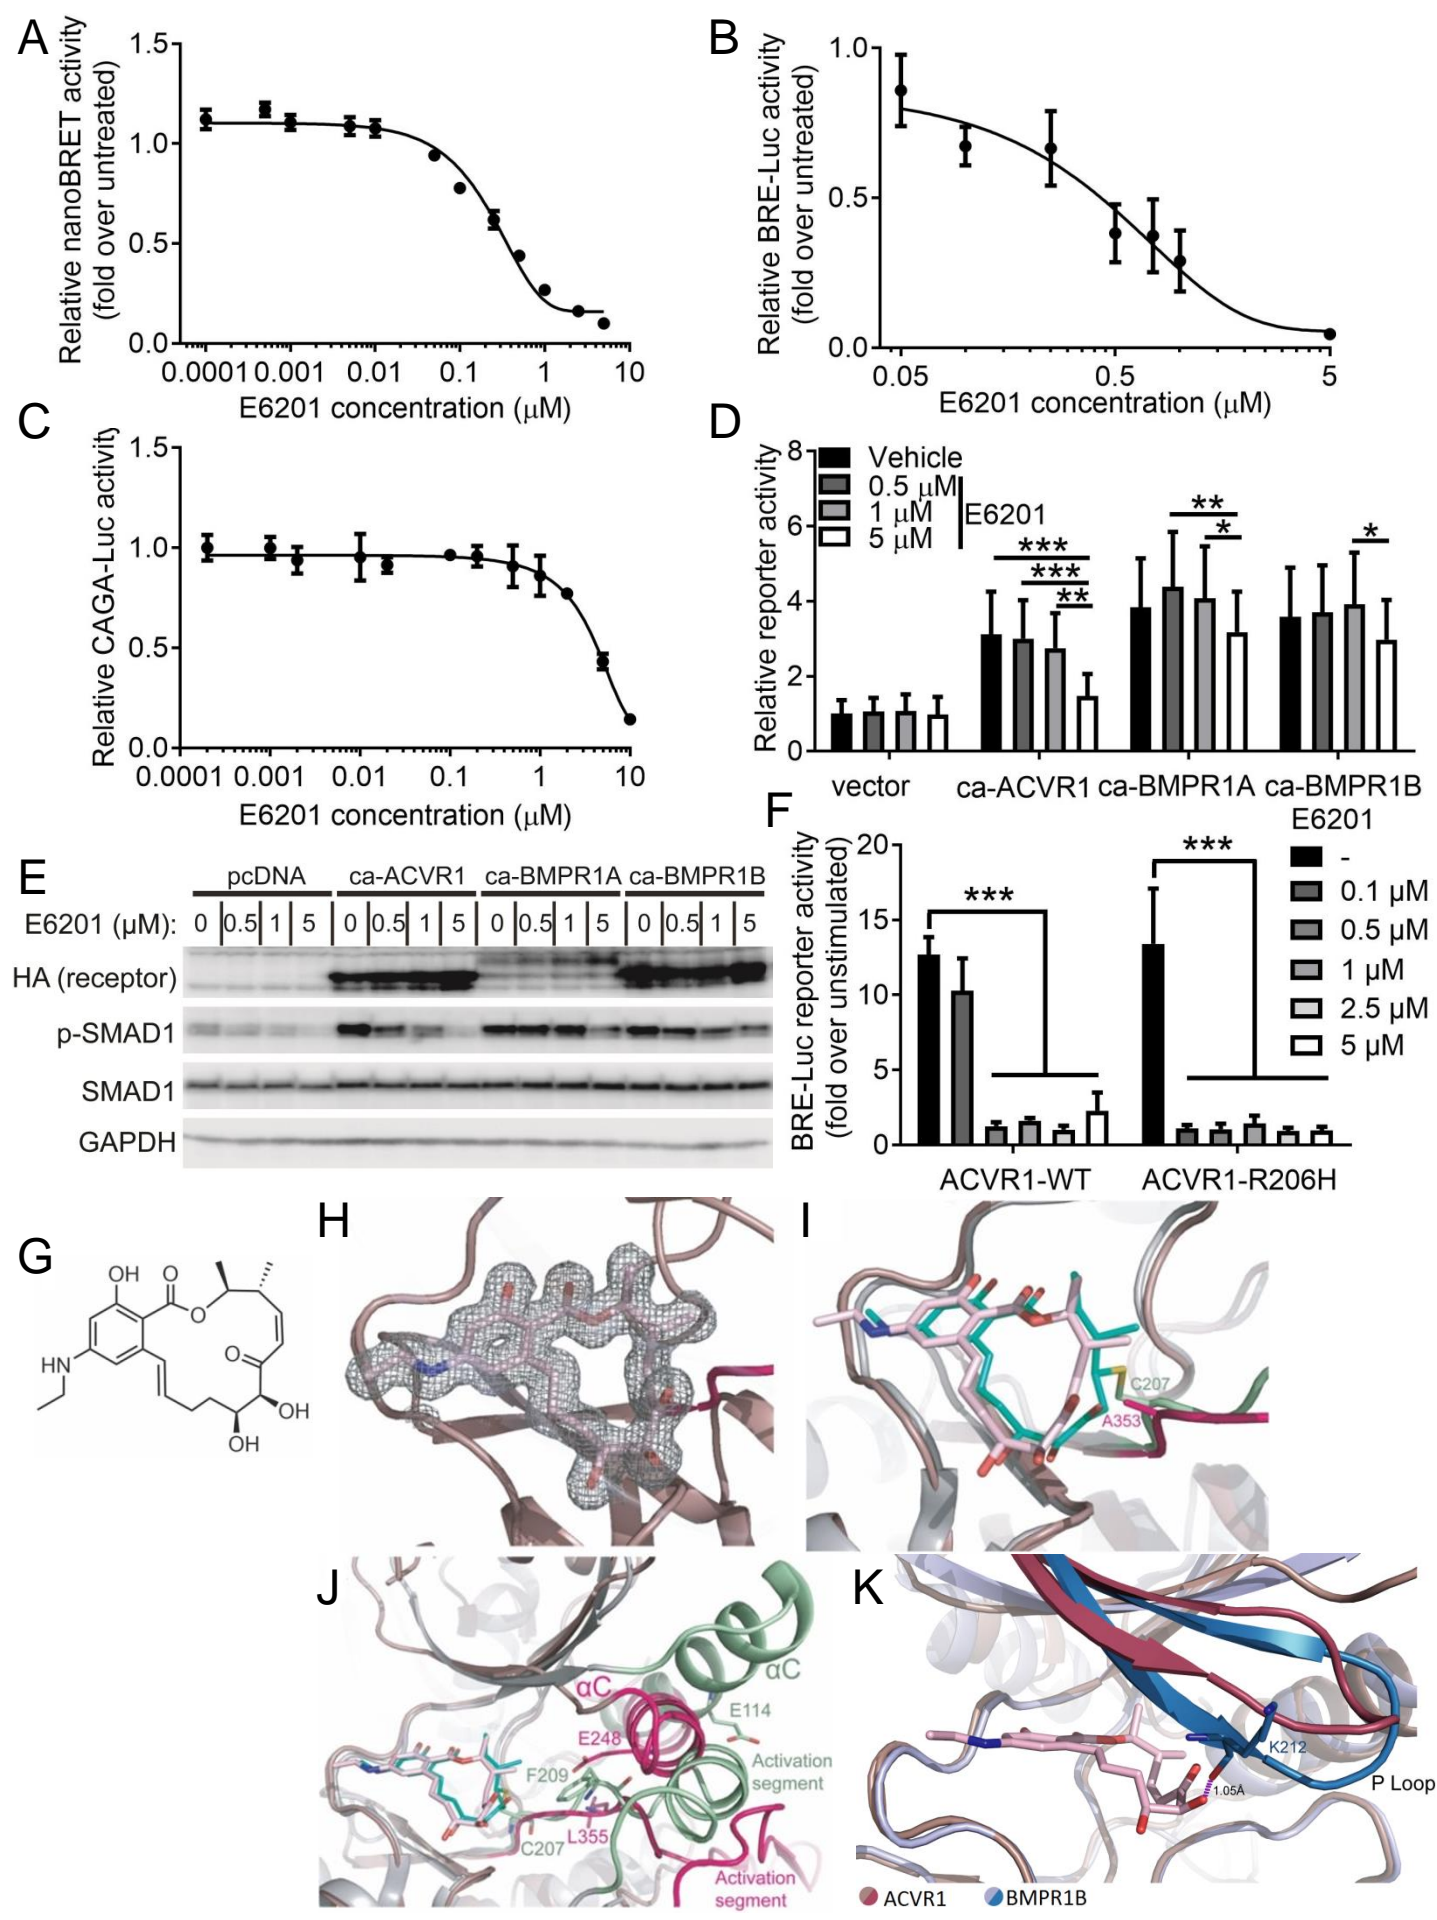 A
Relative nanoBRET activity
(fold over untreated)
1.5
1.0
0.5
0.0
0.0001 0.001 0.01 0.1 1 10
E6201 concentration (μM)
B
Relative BRE-Luc activity
(fold over untreated)
1.0
0.5
0.0
0.05 0.5 5
E6201 concentration (μM)
C
Relative CAGA-Luc activity
1.5
1.0
0.5
0.0
0.0001 0.001 0.01 0.1 1 10
E6201 concentration (μM)
D
Relative reporter activity
8
6
4
2
0
Vehicle
0.5 μM
1 μM
5 μM
E6201
***
***
**
**
*
*
vector ca-ACVR1 ca-BMPR1A ca-BMPR1B
E
pcDNA ca-ACVR1 ca-BMPR1A ca-BMPR1B
E6201 (μM): 0 0.5 1 5 0 0.5 1 5 0 0.5 1 5 0 0.5 1 5
HA (receptor)
p-SMAD1
SMAD1
GAPDH
F
BRE-Luc reporter activity
(fold over unstimulated)
20
15
10
5
0
***
***
E6201
-
0.1 μM
0.5 μM
1 μM
2.5 μM
5 μM
ACVR1-WT ACVR1-R206H
G
OH
O
O
O
HN
OH
OH
H
I
C207
A353
J
αC
αC
E114
E248
Activation
segment
F209
L355
C207
Activation
segment
K
K212
1.05Å
P Loop
ACVR1
BMPR1B